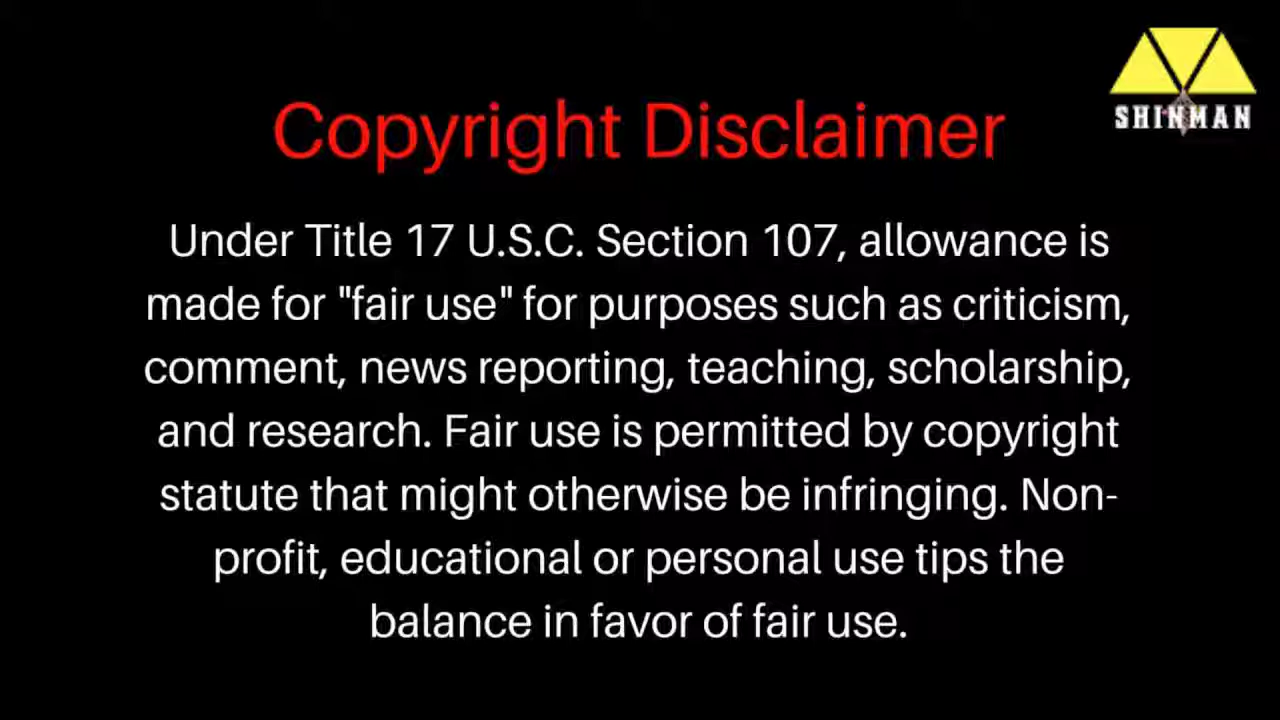 SHINMAN
Copyright Disclaimer
Under Title 17 U.S.C. Section 107, allowance is
made for "fair use" for purposes such as criticism,
comment, news reporting, teaching, scholarship,
and research. Fair use is permitted by copyright
statute that might otherwise be infringing. Non-
profit, educational or personal use tips the
balance in favor of fair use.